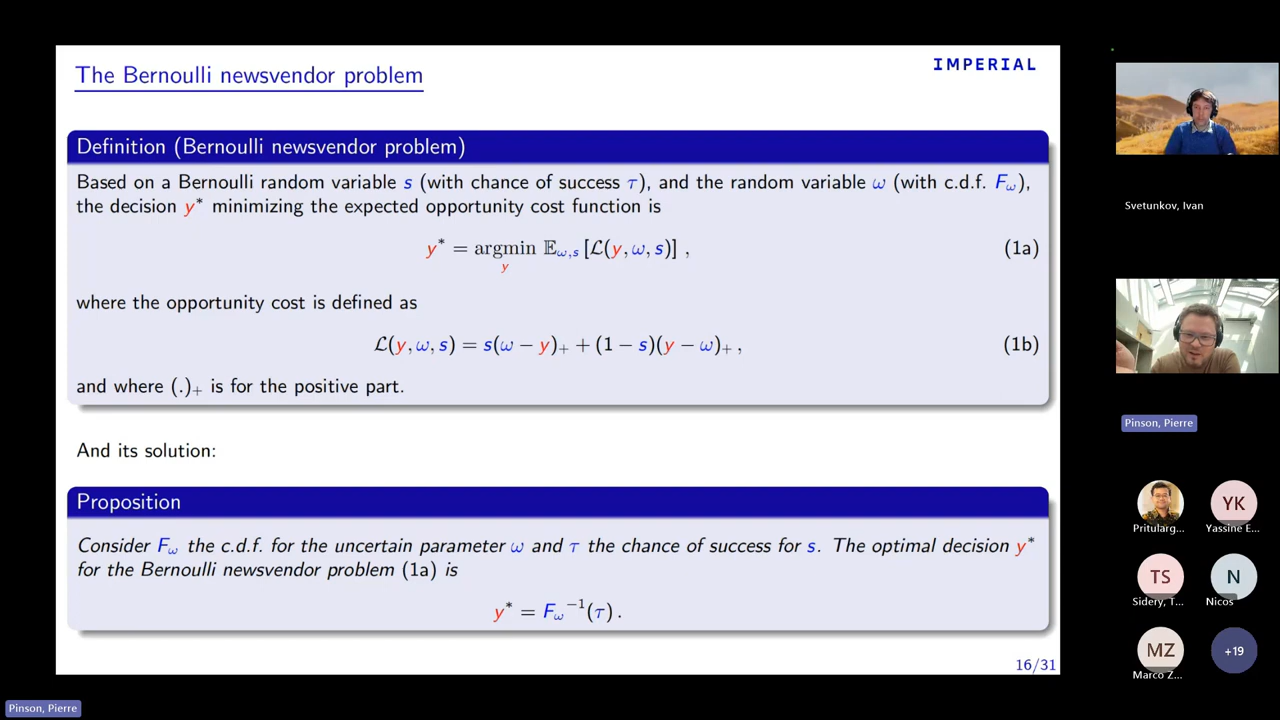 The Bernoulli newsvendor problem
IMPERIAL
Definition (Bernoulli newsvendor problem)
Based on a Bernoulli random variable s (with chance of success τ), and the random variable ω (with c.d.f. F_ω),
the decision y* minimizing the expected opportunity cost function is
y* = argmin_y 𝔼_{ω,s} [ℒ(y, ω, s)] , (1a)
where the opportunity cost is defined as
ℒ(y, ω, s) = s(ω − y)₊ + (1 − s)(y − ω)₊ , (1b)
and where (.)₊ is for the positive part.
And its solution:
Proposition
Consider F_ω the c.d.f. for the uncertain parameter ω and τ the chance of success for s. The optimal decision y*
for the Bernoulli newsvendor problem (1a) is
y* = F_ω⁻¹(τ) .
16/31
Svetunkov, Ivan
Pinson, Pierre
YK
Pritularg...
Yassine E...
TS
N
Sidery, T...
Nicos
MZ
+19
Marco Z...
Pinson, Pierre